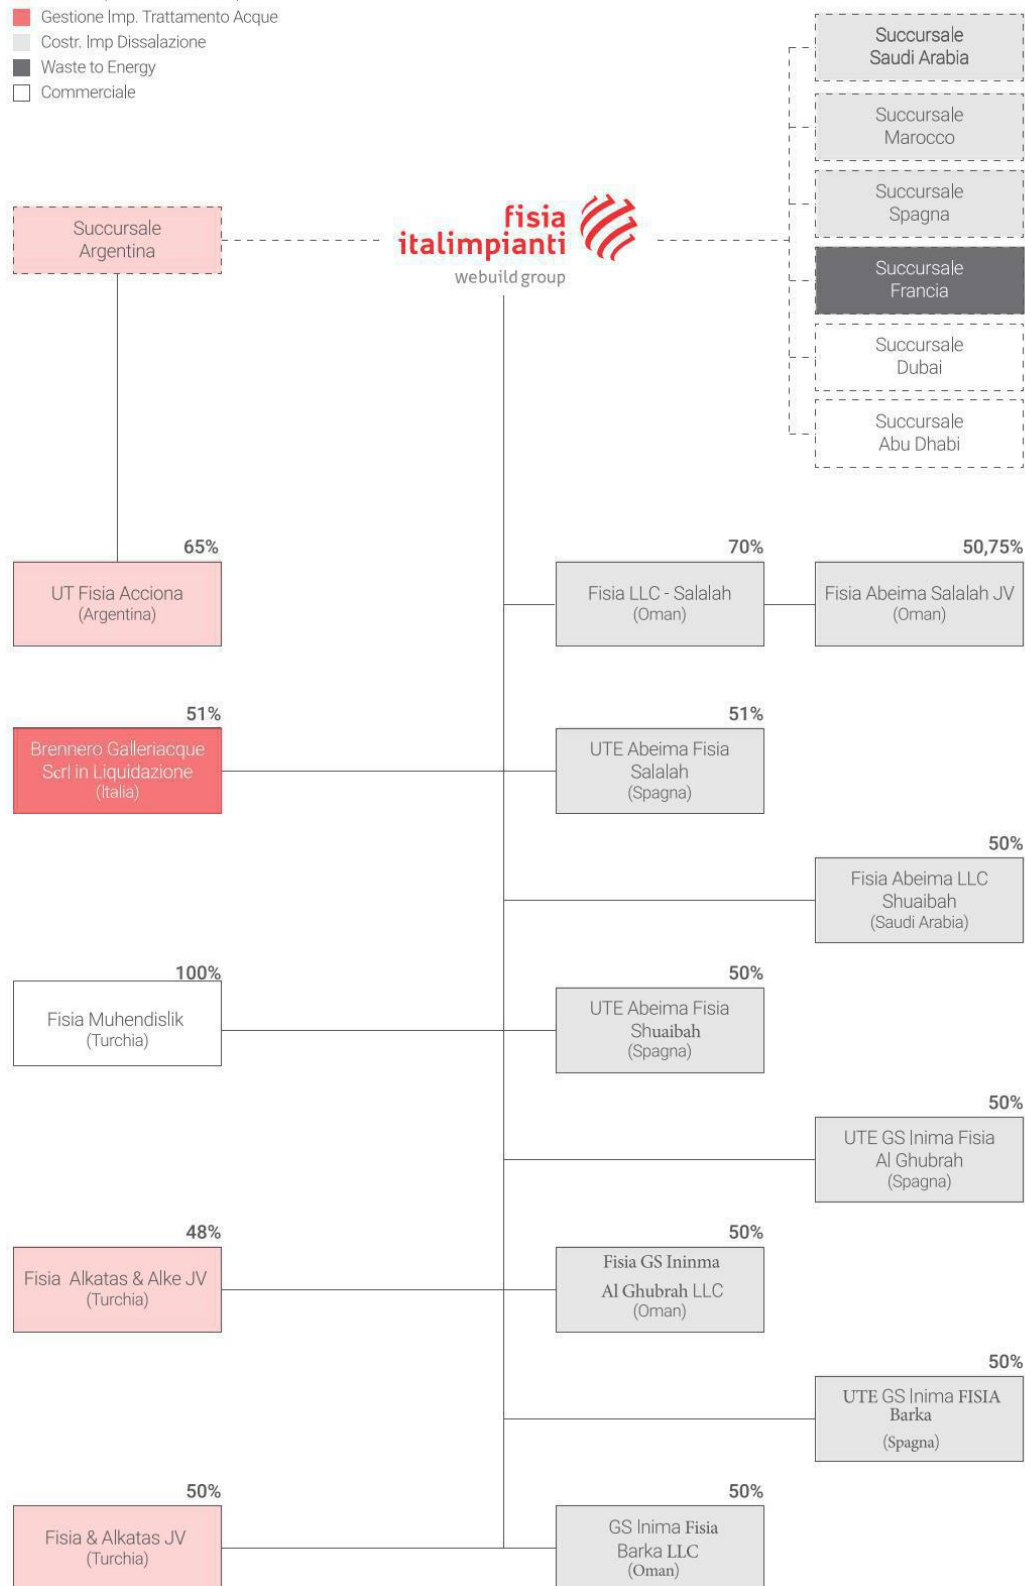 Gestione Imp. Trattamento Acque
Costr. Imp Dissalazione
Waste to Energy
Commerciale
Succursale
Saudi Arabia
Succursale
Marocco
Succursale
Spagna
Succursale
Francia
Succursale
Dubai
Succursale
Abu Dhabi
Succursale
Argentina
fisia
italimpianti
webuild group
65%
UT Fisia Acciona
(Argentina)
70%
Fisia LLC - Salalah
(Oman)
50,75%
Fisia Abeima Salalah JV
(Oman)
51%
Brennero Galleriacque
Scrl in Liquidazione
(Italia)
51%
UTE Abeima Fisia
Salalah
(Spagna)
50%
Fisia Abeima LLC
Shuaibah
(Saudi Arabia)
100%
Fisia Muhendislik
(Turchia)
50%
UTE Abeima Fisia
Shuaibah
(Spagna)
50%
UTE GS Inima Fisia
Al Ghubrah
(Spagna)
48%
Fisia Alkatas & Alke JV
(Turchia)
50%
Fisia GS Ininma
Al Ghubrah LLC
(Oman)
50%
UTE GS Inima FISIA
Barka
(Spagna)
50%
Fisia & Alkatas JV
(Turchia)
50%
GS Inima Fisia
Barka LLC
(Oman)